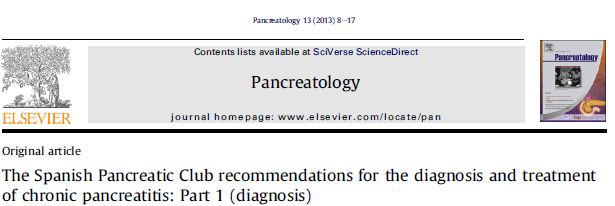 Pancreatology 13 (2013) 8–17
Contents lists available at SciVerse ScienceDirect
Pancreatology
journal homepage: www.elsevier.com/locate/pan
ELSEVIER
Pancreatology
Original article
The Spanish Pancreatic Club recommendations for the diagnosis and treatment
of chronic pancreatitis: Part 1 (diagnosis)